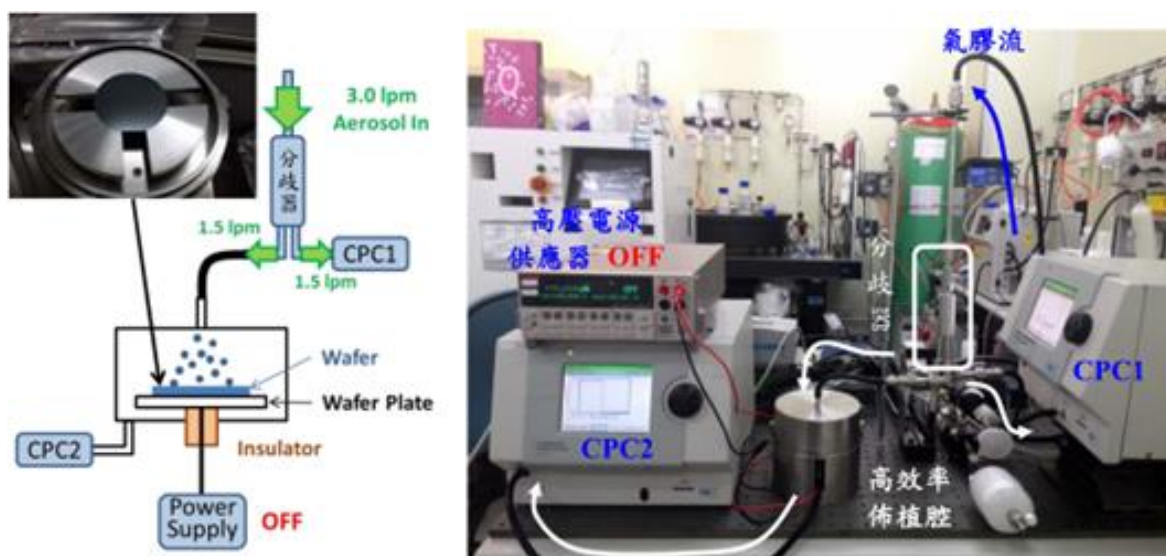 3.0 lpm
Aerosol In
分歧器
1.5 lpm
CPC1
1.5 lpm
Wafer
Wafer Plate
CPC2
Insulator
Power
Supply
OFF
氣膠流
高壓電源
供應器 OFF
分歧器
CPC1
CPC2
高效率
佈植腔